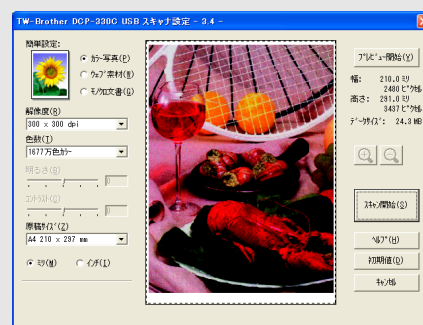 TW-Brother DCP-330C USB スキャナ設定 - 3.4 -
簡単設定:
カラー写真(P)
ウェブ素材(W)
モノクロ文書(G)
解像度(R)
300 x 300 dpi
色数(T)
1677万色カラー
明るさ(B)
0
コントラスト(C)
0
原稿サイズ(Z)
A4 210 x 297 mm
ミリ(M)
インチ(I)
プレビュー開始(Y)
幅: 210.0 ミリ
2480 ピクセル
高さ: 291.0 ミリ
3437 ピクセル
データサイズ: 24.3 MB
スキャン開始(S)
ヘルプ(H)
初期値(D)
キャンセル